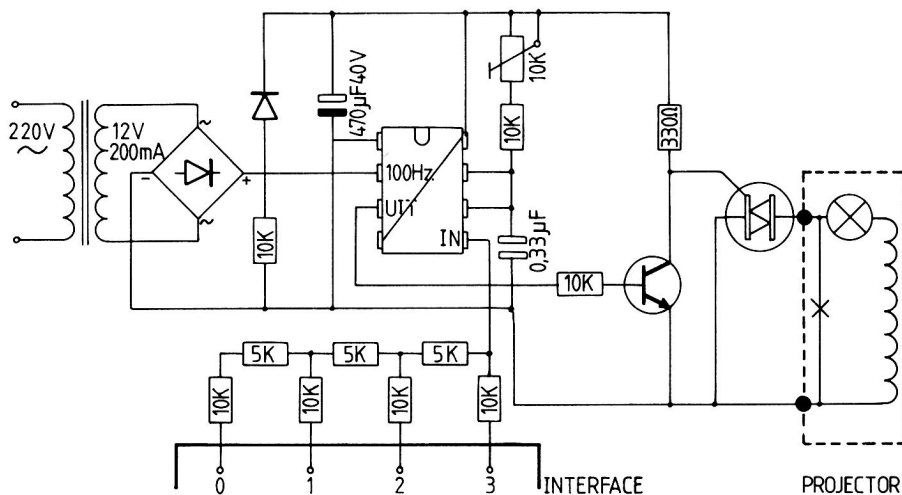 220V
~
12V
200mA
~
~
−
+
10K
470µF40V
100Hz.
UIT
IN
10K
10K
0,33µF
330Ω
10K
5K
5K
5K
10K
10K
10K
10K
0
1
2
3
INTERFACE
PROJECTOR